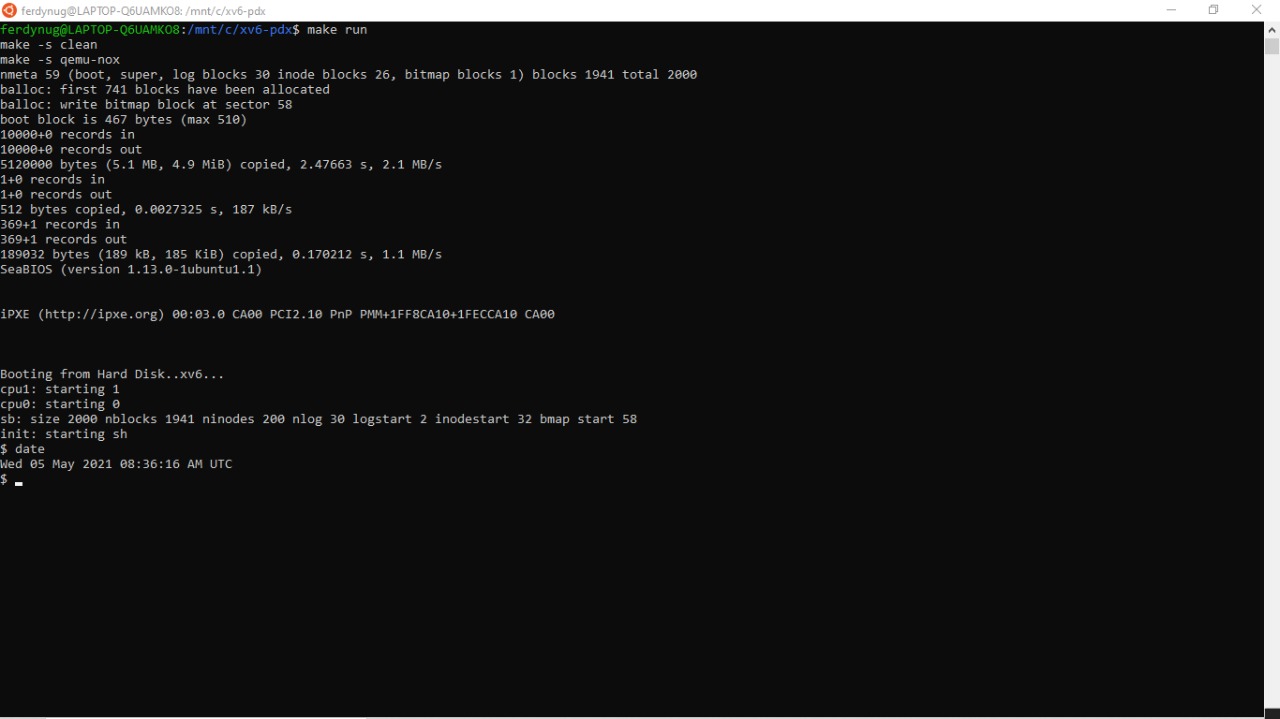 ferdynug@LAPTOP-Q6UAMKO8: /mnt/c/xv6-pdx
ferdynug@LAPTOP-Q6UAMKO8:/mnt/c/xv6-pdx$ make run
make -s clean
make -s qemu-nox
nmeta 59 (boot, super, log blocks 30 inode blocks 26, bitmap blocks 1) blocks 1941 total 2000
balloc: first 741 blocks have been allocated
balloc: write bitmap block at sector 58
boot block is 467 bytes (max 510)
10000+0 records in
10000+0 records out
5120000 bytes (5.1 MB, 4.9 MiB) copied, 2.47663 s, 2.1 MB/s
1+0 records in
1+0 records out
512 bytes copied, 0.0027325 s, 187 kB/s
369+1 records in
369+1 records out
189032 bytes (189 kB, 185 KiB) copied, 0.170212 s, 1.1 MB/s
SeaBIOS (version 1.13.0-1ubuntu1.1)
iPXE (http://ipxe.org) 00:03.0 CA00 PCI2.10 PnP PMM+1FF8CA10+1FECCA10 CA00
Booting from Hard Disk..xv6...
cpu1: starting 1
cpu0: starting 0
sb: size 2000 nblocks 1941 ninodes 200 nlog 30 logstart 2 inodestart 32 bmap start 58
init: starting sh
$ date
Wed 05 May 2021 08:36:16 AM UTC
$